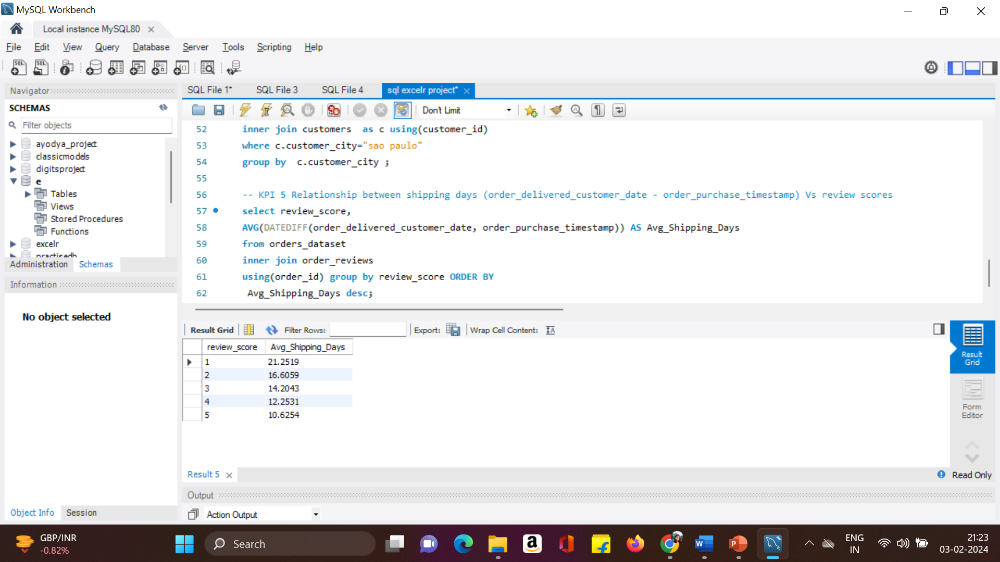 MySQL Workbench
Local instance MySQL80
File Edit View Query Database Server Tools Scripting Help
Navigator
SCHEMAS
Filter objects
ayodya_project
classicmodels
digitsproject
e
Tables
Views
Stored Procedures
Functions
excelr
practisedb
Administration Schemas
Information
No object selected
Object Info Session
SQL File 1* SQL File 3 SQL File 4 sql excelr project*
Don't Limit
52 inner join customers  as c using(customer_id)
53 where c.customer_city="sao paulo"
54 group by  c.customer_city ;
55
56 -- KPI 5 Relationship between shipping days (order_delivered_customer_date - order_purchase_timestamp) Vs review scores
57 select review_score,
58 AVG(DATEDIFF(order_delivered_customer_date, order_purchase_timestamp)) AS Avg_Shipping_Days
59 from orders_dataset
60 inner join order_reviews
61 using(order_id) group by review_score ORDER BY
62 Avg_Shipping_Days desc;
Result Grid Filter Rows: Export: Wrap Cell Content:
review_score Avg_Shipping_Days
1 21.2519
2 16.6059
3 14.2043
4 12.2531
5 10.6254
Result
Grid
Form
Editor
Result 5
Read Only
Output
Action Output
GBP/INR
-0.82%
Search
ENG
IN
21:23
03-02-2024